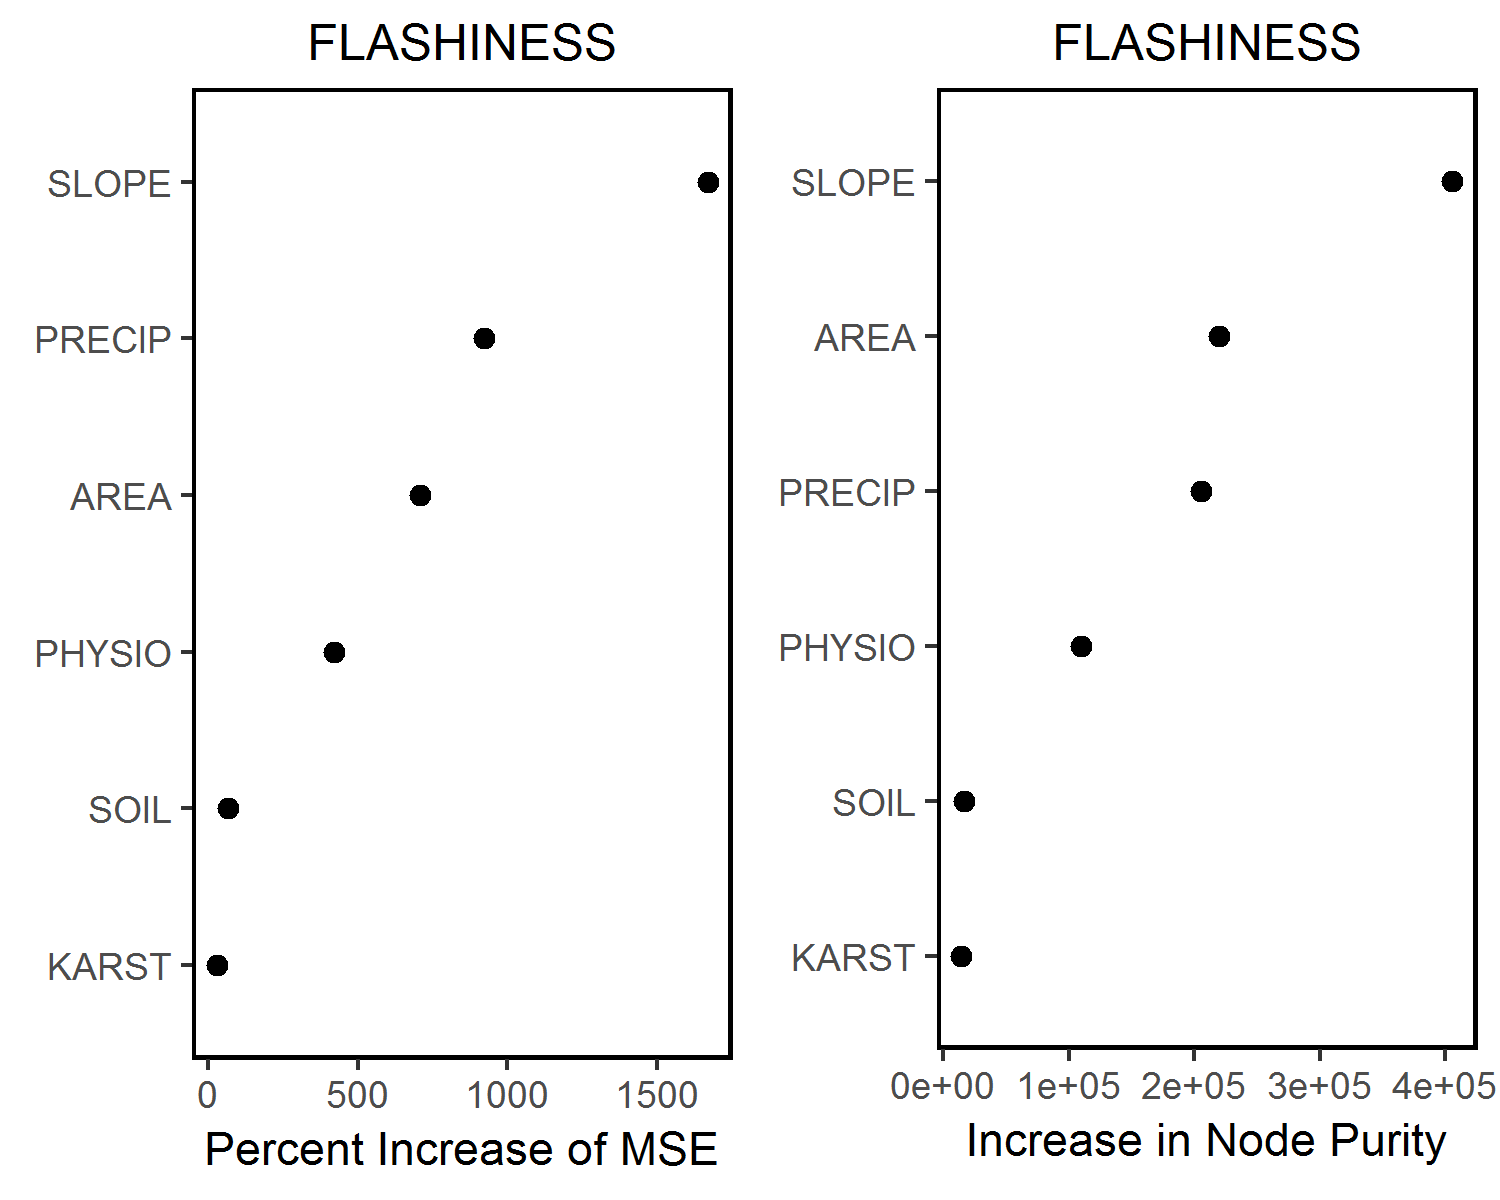 FLASHINESS
SLOPE
PRECIP
AREA
PHYSIO
SOIL
KARST
0 500 1000 1500
Percent Increase of MSE
FLASHINESS
SLOPE
AREA
PRECIP
PHYSIO
SOIL
KARST
0e+00 1e+05 2e+05 3e+05 4e+05
Increase in Node Purity